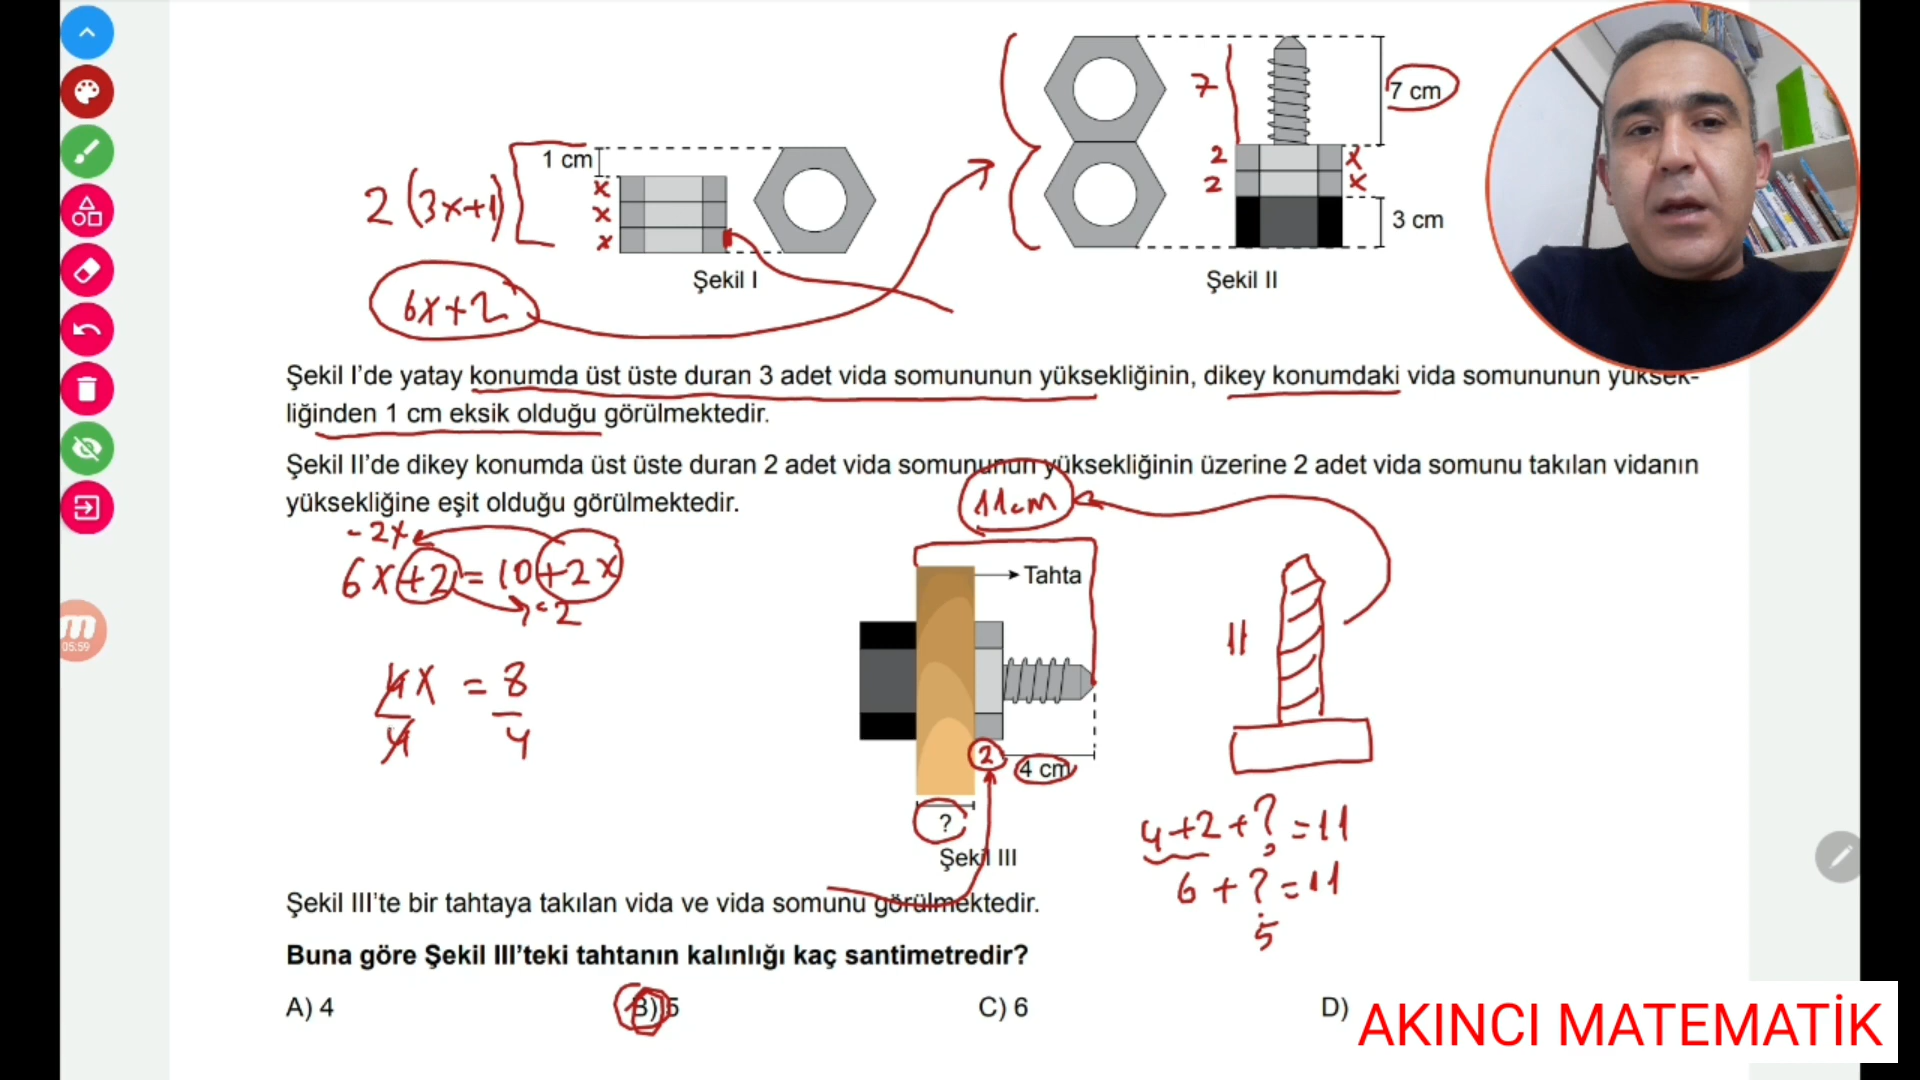 1 cm
x
x
x
2 (3x+1)
6x+2
Şekil I
7
7 cm
2
2
x
x
3 cm
Şekil II
Şekil I’de yatay konumda üst üste duran 3 adet vida somununun yüksekliğinin, dikey konumdaki vida somununun yüksek-
liğinden 1 cm eksik olduğu görülmektedir.
Şekil II’de dikey konumda üst üste duran 2 adet vida somununun yüksekliğinin üzerine 2 adet vida somunu takılan vidanın
yüksekliğine eşit olduğu görülmektedir.
-2x
6x+2=10+2x
-2
4x = 8
4 4
11cm
Tahta
11
2
4 cm
?
Şekil III
4+2+?=11
6+?=11
5
Şekil III’te bir tahtaya takılan vida ve vida somunu görülmektedir.
Buna göre Şekil III’teki tahtanın kalınlığı kaç santimetredir?
A) 4 B) 5 C) 6 D)
AKINCI MATEMATİK
m
05:59